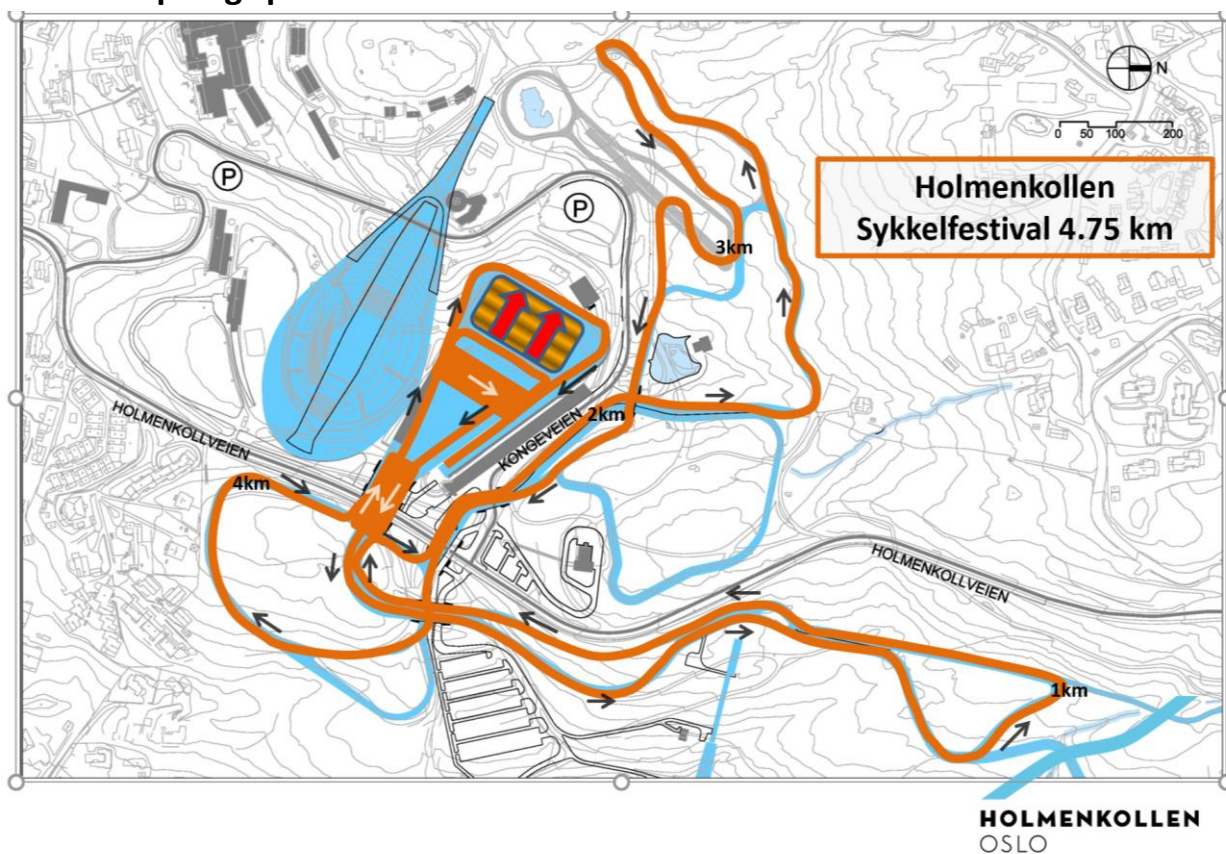 N
0 50 100 200
Holmenkollen
Sykkelfestival 4.75 km
P
P
3km
HOLMENKOLLVEIEN
KONGEVEIEN
2km
4km
HOLMENKOLLVEIEN
1km
HOLMENKOLLEN
OSLO